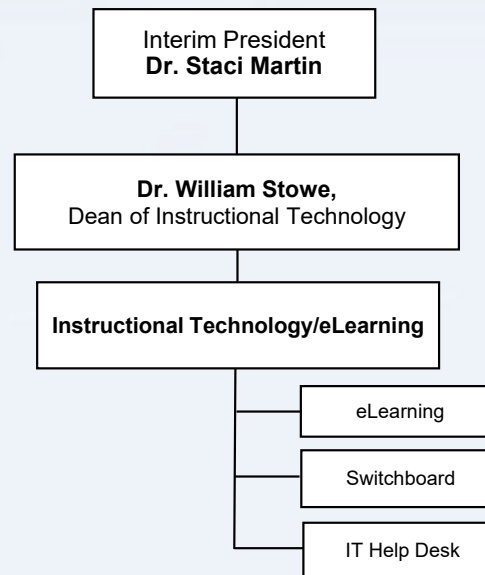 Interim President
Dr. Staci Martin
Dr. William Stowe,
Dean of Instructional Technology
Instructional Technology/eLearning
eLearning
Switchboard
IT Help Desk